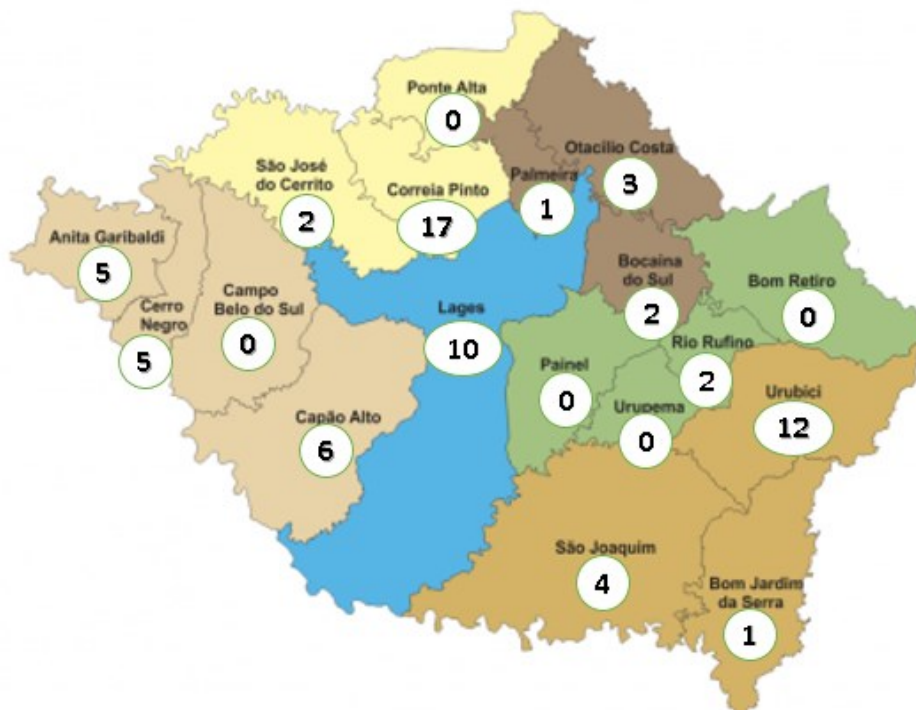 Ponte Alta
0
Otacilio Costa
3
São José
do Cerrito
2
Correia Pinto
17
Palmeira
1
Anita Garibaldi
5
Cerro
Negro
5
Campo
Belo do Sul
0
Lages
10
Bocaina
do Sul
2
Bom Retiro
0
Painel
0
Rio Rufino
2
Urupema
0
Urubici
12
Capão Alto
6
São Joaquim
4
Bom Jardim
da Serra
1